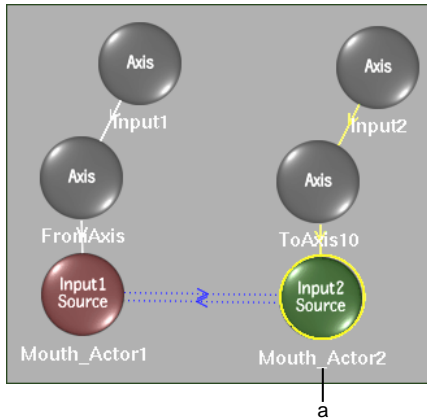 Axis
Input1
Axis
FromAxis
Input1
Source
Mouth_Actor1
Axis
Input2
Axis
ToAxis10
Input2
Source
Mouth_Actor2
a